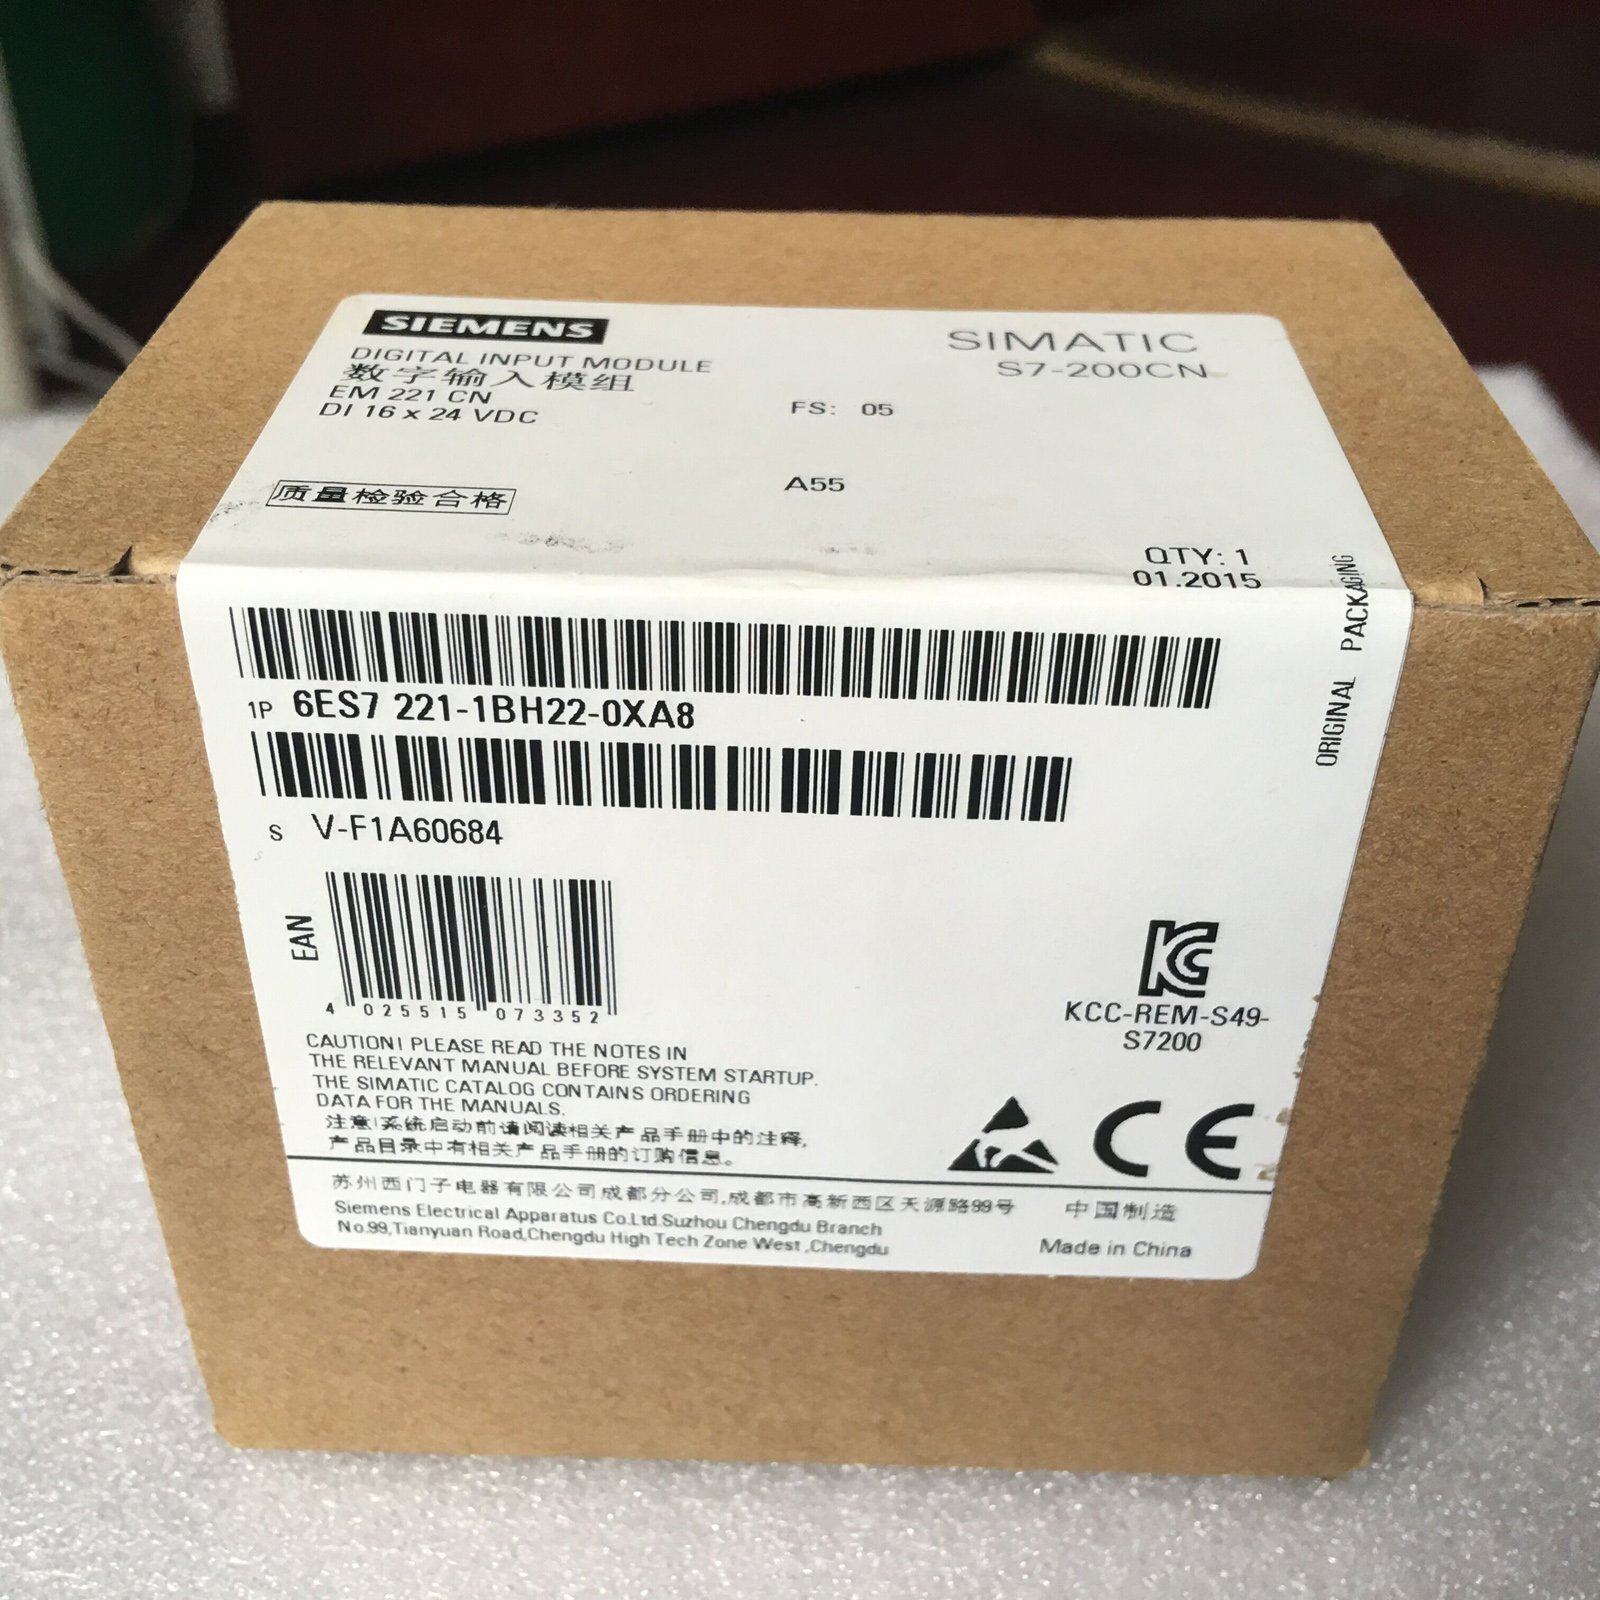 SIEMENS
SIMATIC
S7-200CN
DIGITAL INPUT MODULE
数字输入模组
EM 221 CN
DI 16 x 24 VDC
FS: 05
质量检验合格
A55
QTY: 1
01.2015
ORIGINAL PACKAGING
1P 6ES7 221-1BH22-0XA8
S V-F1A60684
EAN
4 025515 073352
KC
KCC-REM-S49-
S7200
CAUTION! PLEASE READ THE NOTES IN
THE RELEVANT MANUAL BEFORE SYSTEM STARTUP.
THE SIMATIC CATALOG CONTAINS ORDERING
DATA FOR THE MANUALS.
注意!系统启动前请阅读相关产品手册中的注释,
产品目录中有相关产品手册的订购信息。
CE
苏州西门子电器有限公司成都分公司,成都市高新西区天源路99号
中国制造
Siemens Electrical Apparatus Co.Ltd.Suzhou Chengdu Branch
No.99,Tianyuan Road,Chengdu High Tech Zone West ,Chengdu
Made in China